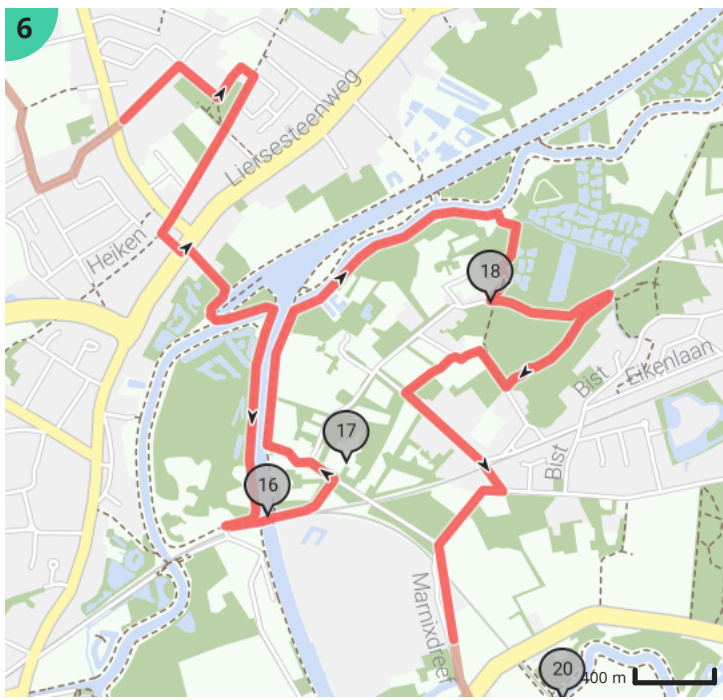 6
Liersesteenweg
Heiken
18
Bist
Eikenlaan
17
Bist
16
Marnixdreef
20
400 m